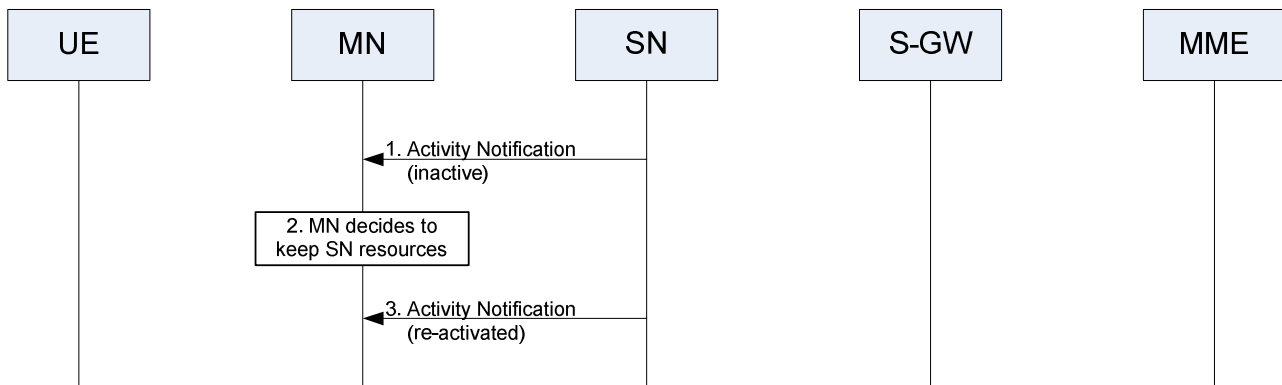 UE
MN
SN
S-GW
MME
1. Activity Notification
(inactive)
2. MN decides to
keep SN resources
3. Activity Notification
(re-activated)